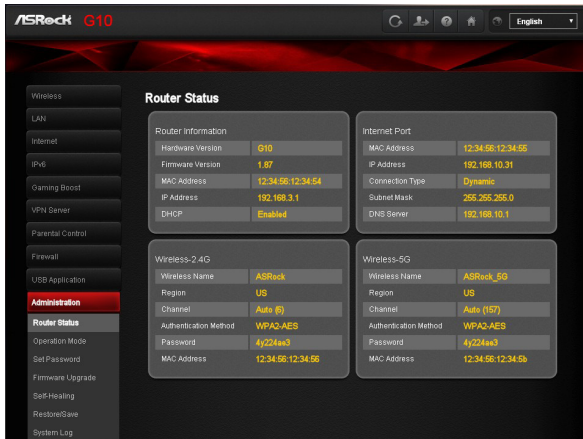 ASRock G10
English
Wireless
LAN
Internet
IPv6
Gaming Boost
VPN Server
Parental Control
Firewall
USB Application
Administration
Router Status
Operation Mode
Set Password
Firmware Upgrade
Self-Healing
Restore/Save
System Log
Router Status
Router Information
Hardware Version G10
Firmware Version 1.87
MAC Address 12:34:56:12:34:54
IP Address 192.168.3.1
DHCP Enabled
Internet Port
MAC Address 12:34:56:12:34:55
IP Address 192.168.10.31
Connection Type Dynamic
Subnet Mask 255.255.255.0
DNS Server 192.168.10.1
Wireless-2.4G
Wireless Name ASRock
Region US
Channel Auto (6)
Authentication Method WPA2-AES
Password 4y224ae3
MAC Address 12:34:56:12:34:56
Wireless-5G
Wireless Name ASRock_5G
Region US
Channel Auto (157)
Authentication Method WPA2-AES
Password 4y224ae3
MAC Address 12:34:56:12:34:5b